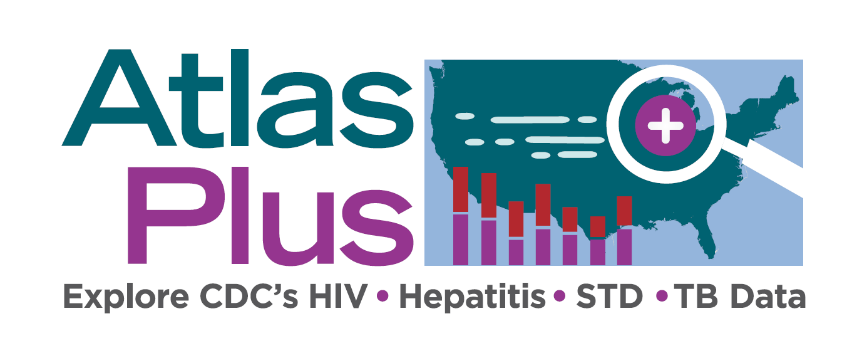 Atlas
Plus
Explore CDC’s HIV • Hepatitis • STD • TB Data